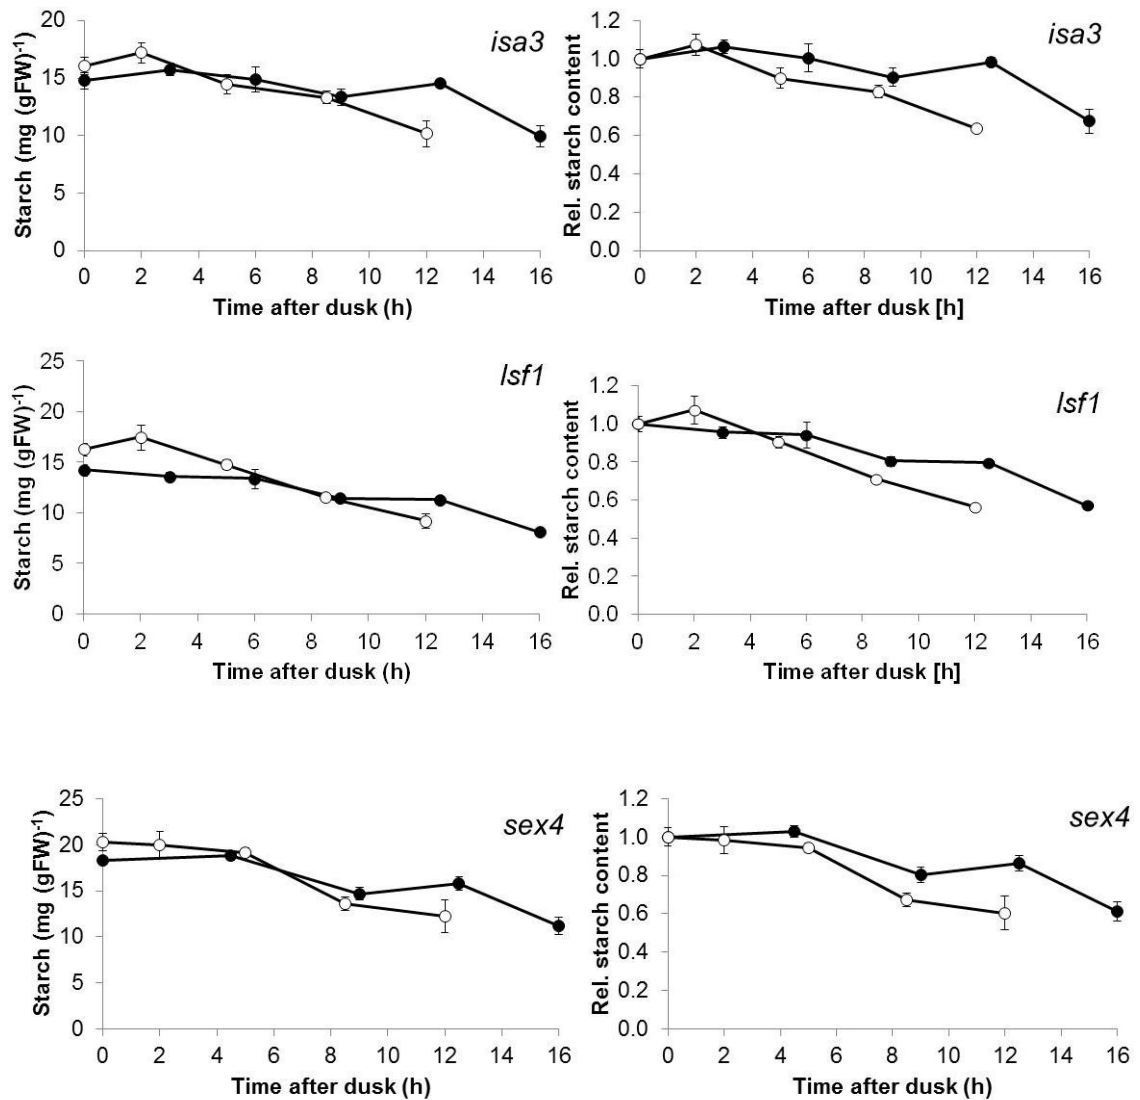 isa3
Starch (mg (gFW)-1)
20
15
10
5
0
0 2 4 6 8 10 12 14 16
Time after dusk (h)
isa3
Rel. starch content
1.2
1.0
0.8
0.6
0.4
0.2
0.0
0 2 4 6 8 10 12 14 16
Time after dusk [h]
lsf1
Starch (mg (gFW)-1)
25
20
15
10
5
0
0 2 4 6 8 10 12 14 16
Time after dusk (h)
lsf1
Rel. starch content
1.2
1.0
0.8
0.6
0.4
0.2
0.0
0 2 4 6 8 10 12 14 16
Time after dusk [h]
sex4
Starch (mg (gFW)-1)
25
20
15
10
5
0
0 2 4 6 8 10 12 14 16
Time after dusk (h)
sex4
Rel. starch content
1.2
1.0
0.8
0.6
0.4
0.2
0.0
0 2 4 6 8 10 12 14 16
Time after dusk (h)